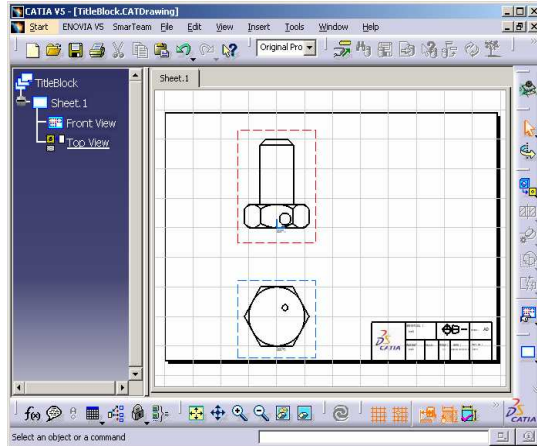 CATIA V5 - [TitleBlock.CATDrawing]
Start ENOVIA V5 SmarTeam File Edit View Insert Tools Window Help
Original Pro
TitleBlock
Sheet.1
Front View
Top View
Sheet.1
CATIA
f(x)
CATIA
Select an object or a command